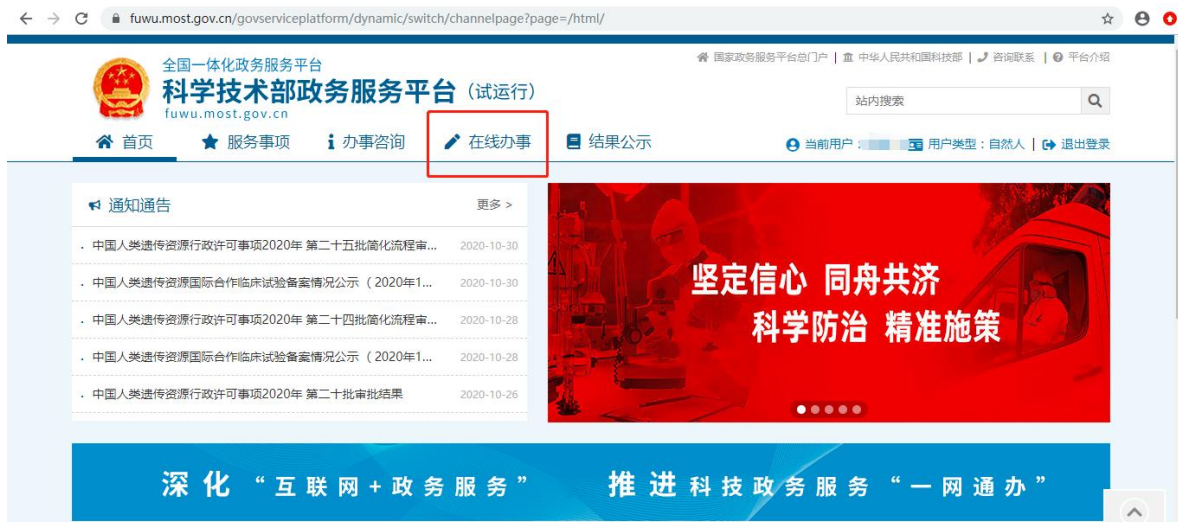 fuwu.most.gov.cn/govserviceplatform/dynamic/switch/channelpage?page=/html/
国家政务服务平台总门户 | 中华人民共和国科技部 | 咨询联系 | 平台介绍
全国一体化政务服务平台
科学技术部政务服务平台（试运行）
fuwu.most.gov.cn
站内搜索
首页 服务事项 办事咨询 在线办事 结果公示
当前用户： 用户类型：自然人 | 退出登录
通知通告 更多 >
· 中国人类遗传资源行政许可事项2020年 第二十五批简化流程审... 2020-10-30
· 中国人类遗传资源国际合作临床试验备案情况公示（2020年1... 2020-10-30
· 中国人类遗传资源行政许可事项2020年 第二十四批简化流程审... 2020-10-28
· 中国人类遗传资源国际合作临床试验备案情况公示（2020年1... 2020-10-28
· 中国人类遗传资源行政许可事项2020年 第二十批审批结果 2020-10-26
坚定信心 同舟共济
科学防治 精准施策
深化“互联网+政务服务” 推进科技政务服务“一网通办”